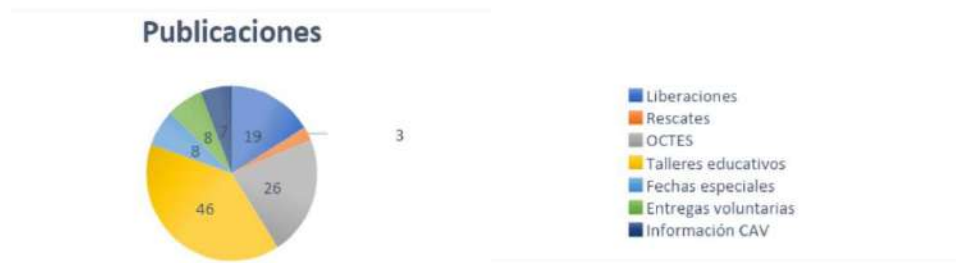 Publicaciones
7
19
8
3
8
26
46
Liberaciones
Rescates
OCTES
Talleres educativos
Fechas especiales
Entregas voluntarias
Información CAV